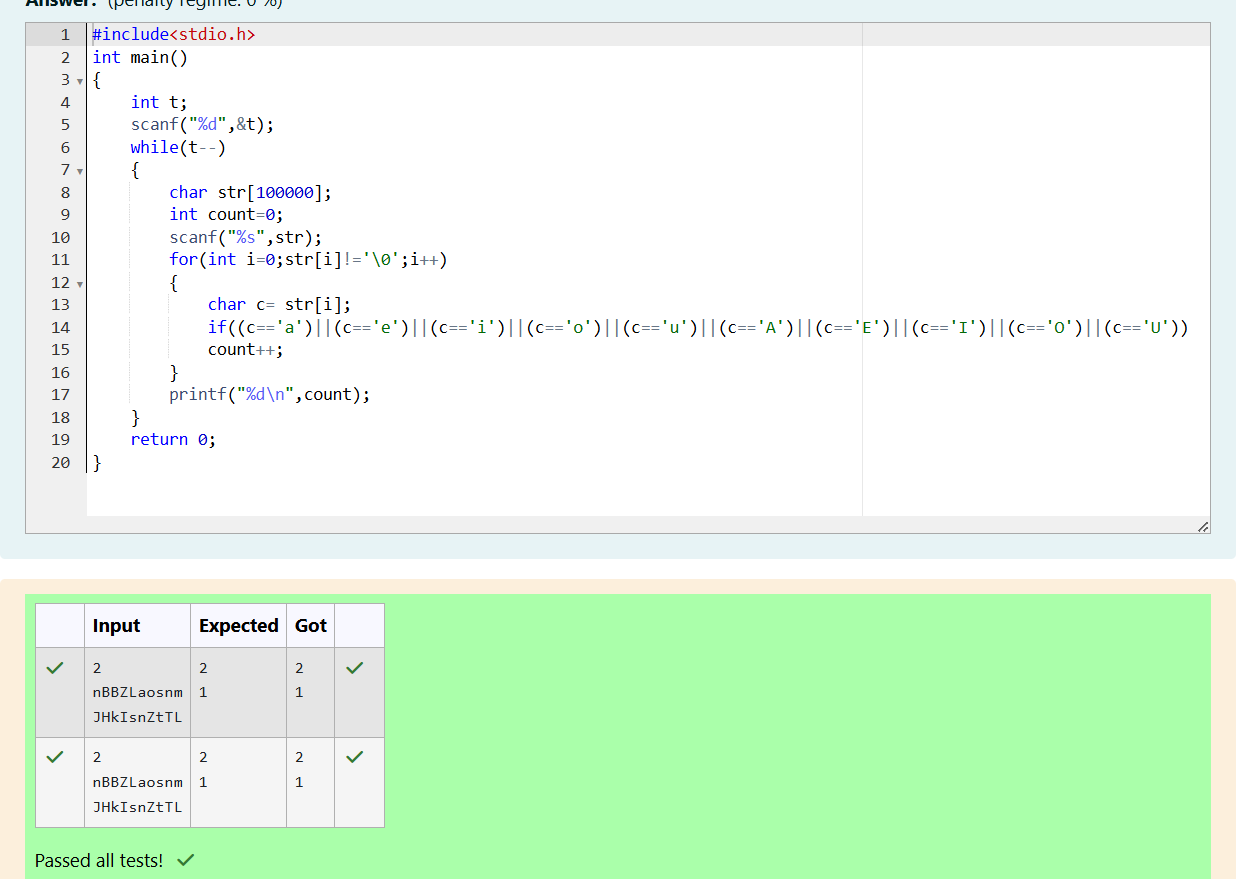 Answer: (penalty regime: 0 %)
1 #include<stdio.h>
2 int main()
3 {
4     int t;
5     scanf("%d",&t);
6     while(t--)
7     {
8         char str[100000];
9         int count=0;
10         scanf("%s",str);
11         for(int i=0;str[i]!='\0';i++)
12         {
13             char c= str[i];
14             if((c=='a')||(c=='e')||(c=='i')||(c=='o')||(c=='u')||(c=='A')||(c=='E')||(c=='I')||(c=='O')||(c=='U'))
15             count++;
16         }
17         printf("%d\n",count);
18     }
19     return 0;
20 }
Input Expected Got
2 2 2
nBBZLaosnm 1 1
JHkIsnZtTL
2 2 2
nBBZLaosnm 1 1
JHkIsnZtTL
Passed all tests!